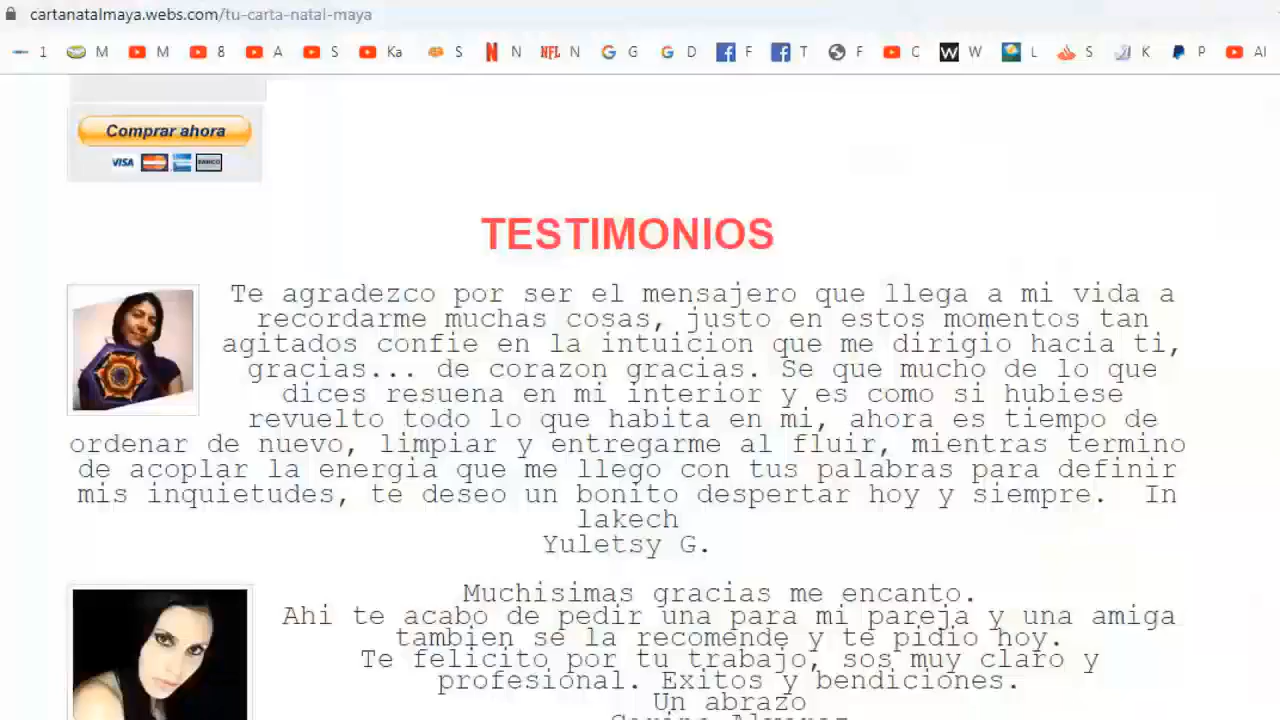 cartanatalmaya.webs.com/tu-carta-natal-maya
1 M M 8 A S Ka S N NFL N G D F T F C W W L S K P AI
Comprar ahora
VISA BANCO
TESTIMONIOS
Te agradezco por ser el mensajero que llega a mi vida a
recordarme muchas cosas, justo en estos momentos tan
agitados confie en la intuicion que me dirigio hacia ti,
gracias... de corazon gracias. Se que mucho de lo que
dices resuena en mi interior y es como si hubiese
revuelto todo lo que habita en mi, ahora es tiempo de
ordenar de nuevo, limpiar y entregarme al fluir, mientras termino
de acoplar la energia que me llego con tus palabras para definir
mis inquietudes, te deseo un bonito despertar hoy y siempre. In
lakech
Yuletsy G.
Muchisimas gracias me encanto.
Ahi te acabo de pedir una para mi pareja y una amiga
tambien se la recomende y te pidio hoy.
Te felicito por tu trabajo, sos muy claro y
profesional. Exitos y bendiciones.
Un abrazo